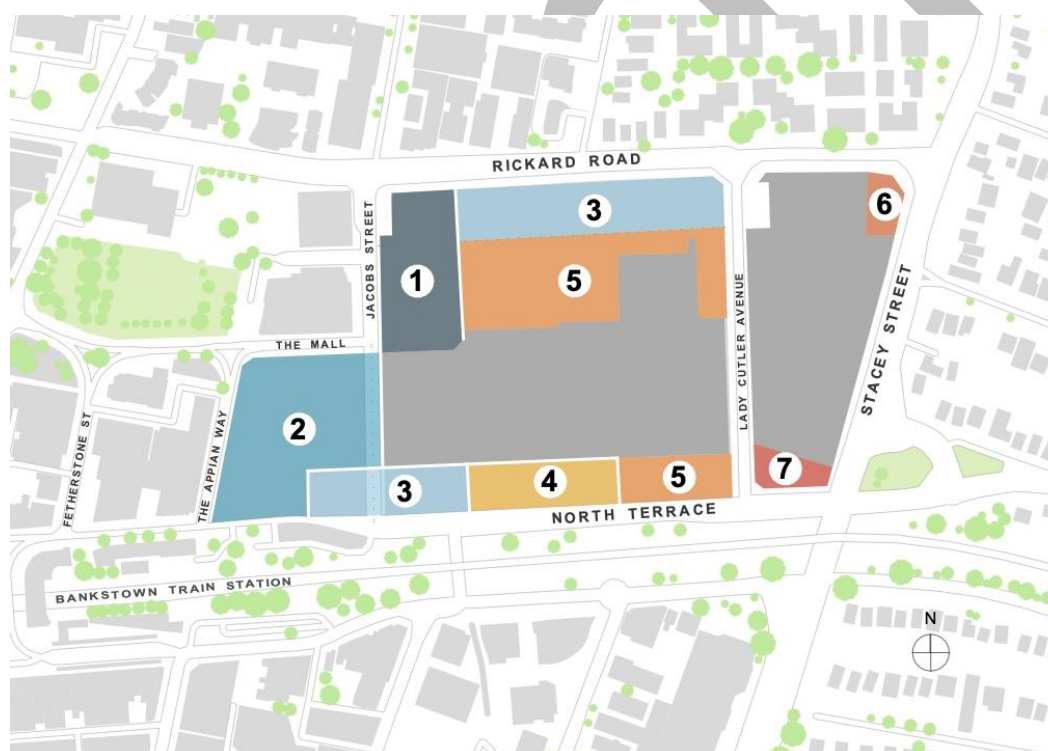 RICKARD ROAD
3
6
JACOBS STREET
1
5
THE MALL
LADY CUTLER AVENUE
STACEY STREET
2
FETHERSTONE ST
THE APPIAN WAY
3
4
5
7
NORTH TERRACE
BANKSTOWN TRAIN STATION
N